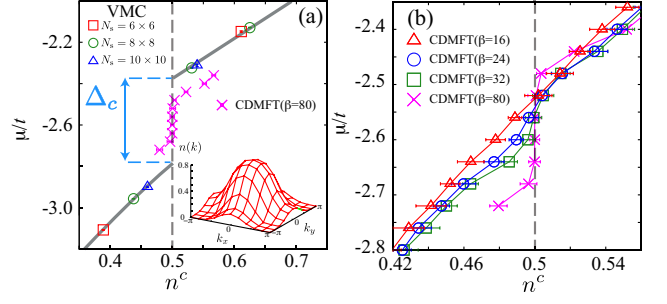 VMC
(a)
N_s = 6 × 6
N_s = 8 × 8
N_s = 10 × 10
CDMFT(β=80)
Δ_c
μ/t
-2.2
-2.6
-3.0
n(k)
0.8
0.4
0
-π
k_x
π
-π
k_y
π
0.4
0.5
0.6
0.7
n^c
(b)
CDMFT(β=16)
CDMFT(β=24)
CDMFT(β=32)
CDMFT(β=80)
μ/t
-2.4
-2.5
-2.6
-2.7
-2.8
0.42
0.46
0.5
0.54
n^c